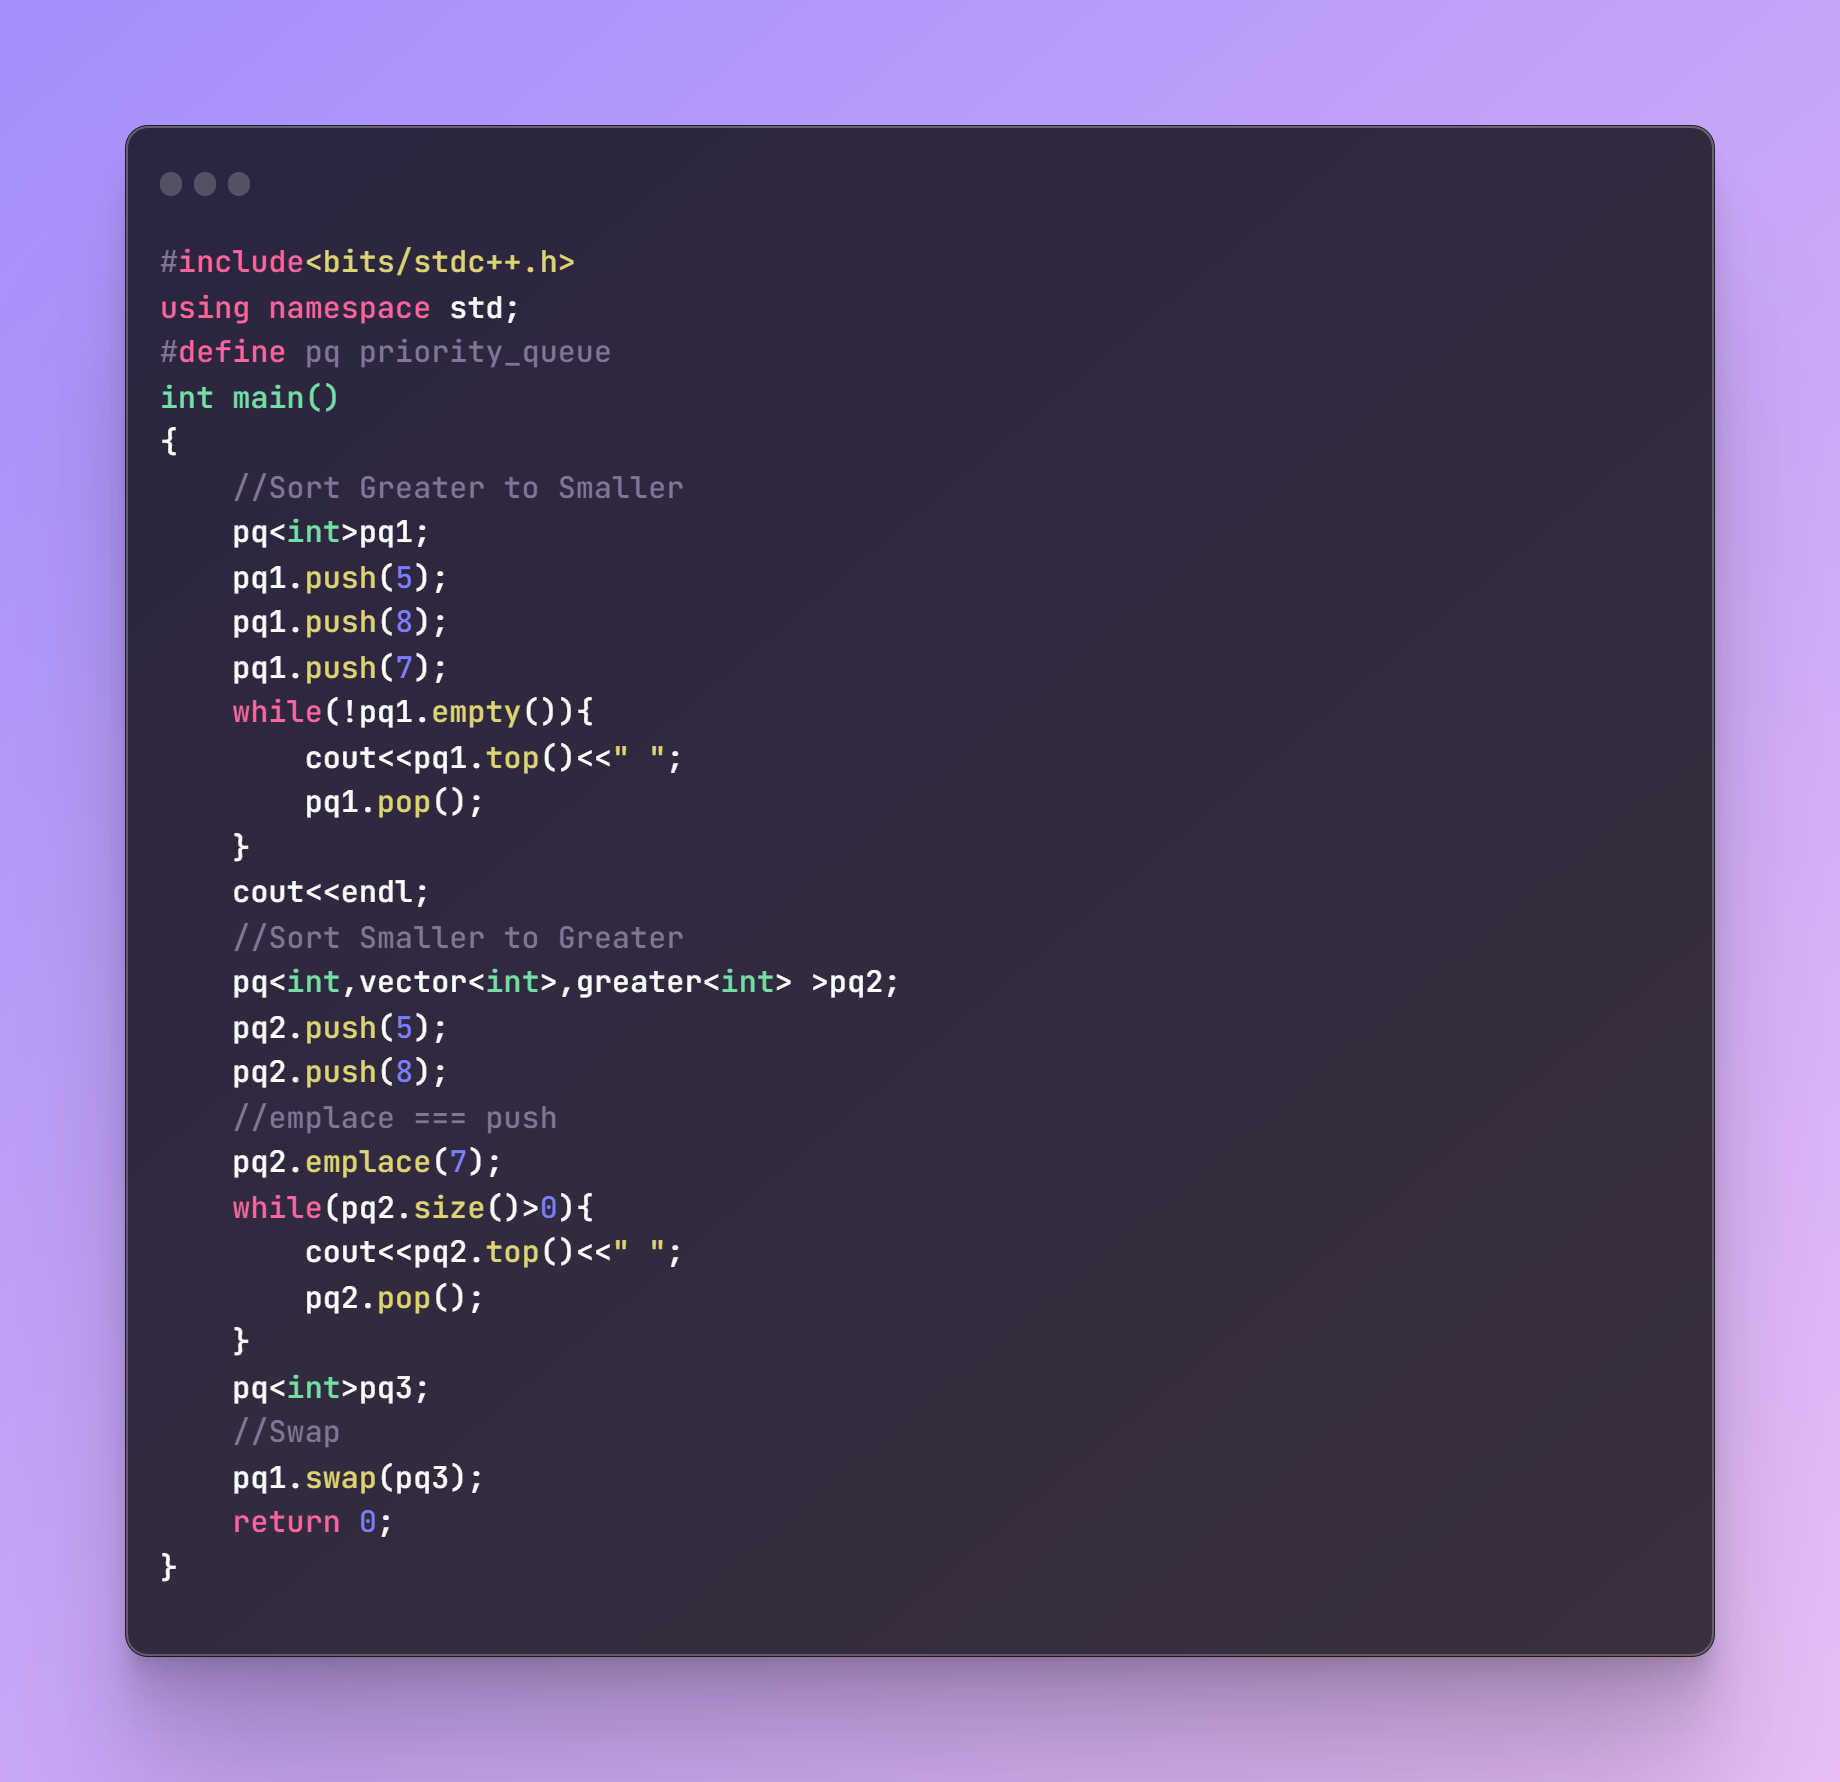 #include<bits/stdc++.h>
using namespace std;
#define pq priority_queue
int main()
{
    //Sort Greater to Smaller
    pq<int>pq1;
    pq1.push(5);
    pq1.push(8);
    pq1.push(7);
    while(!pq1.empty()){
        cout<<pq1.top()<<" ";
        pq1.pop();
    }
    cout<<endl;
    //Sort Smaller to Greater
    pq<int,vector<int>,greater<int> >pq2;
    pq2.push(5);
    pq2.push(8);
    //emplace === push
    pq2.emplace(7);
    while(pq2.size()>0){
        cout<<pq2.top()<<" ";
        pq2.pop();
    }
    pq<int>pq3;
    //Swap
    pq1.swap(pq3);
    return 0;
}